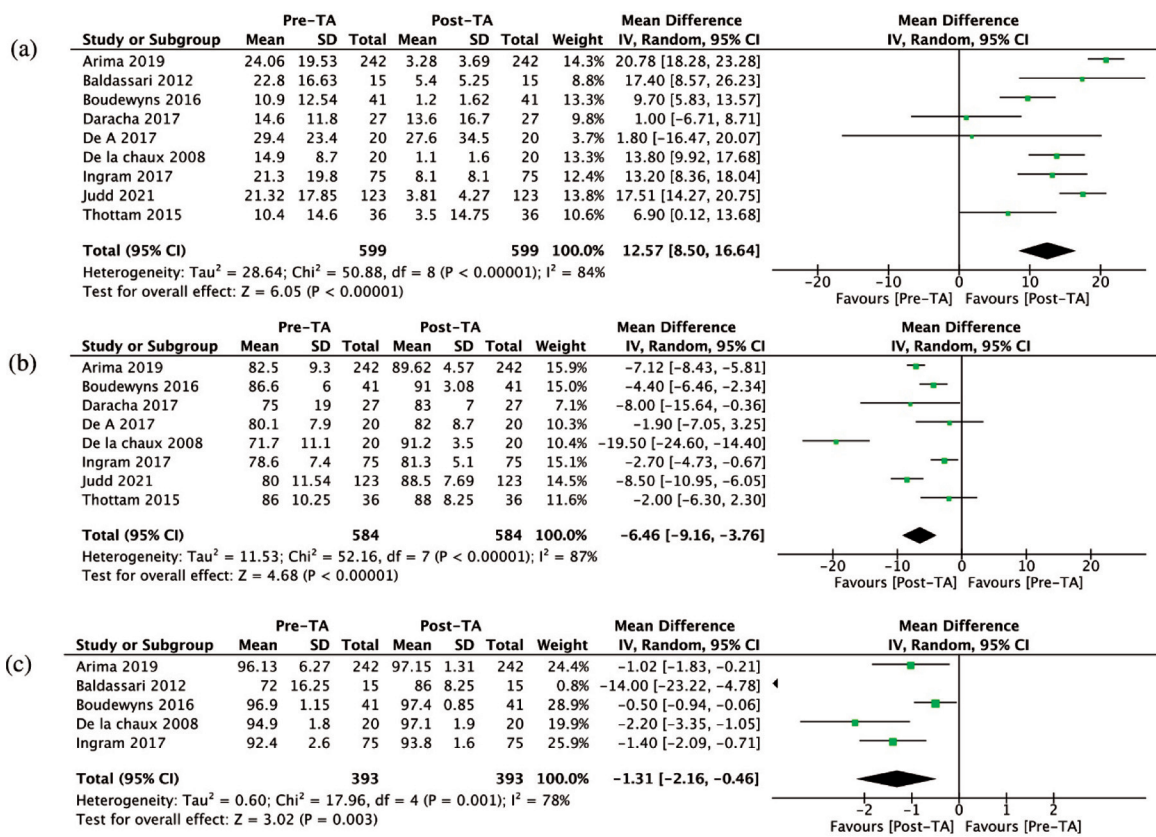 (a)
Pre-TA Post-TA Mean Difference Mean Difference
Study or Subgroup Mean SD Total Mean SD Total Weight IV, Random, 95% CI IV, Random, 95% CI
Arima 2019 24.06 19.53 242 3.28 3.69 242 14.3% 20.78 [18.28, 23.28]
Baldassari 2012 22.8 16.63 15 5.4 5.25 15 8.8% 17.40 [8.57, 26.23]
Boudewyns 2016 10.9 12.54 41 1.2 1.62 41 13.3% 9.70 [5.83, 13.57]
Daracha 2017 14.6 11.8 27 13.6 16.7 27 9.8% 1.00 [-6.71, 8.71]
De A 2017 29.4 23.4 20 27.6 34.5 20 3.7% 1.80 [-16.47, 20.07]
De la chaux 2008 14.9 8.7 20 1.1 1.6 20 13.3% 13.80 [9.92, 17.68]
Ingram 2017 21.3 19.8 75 8.1 8.1 75 12.4% 13.20 [8.36, 18.04]
Judd 2021 21.32 17.85 123 3.81 4.27 123 13.8% 17.51 [14.27, 20.75]
Thottam 2015 10.4 14.6 36 3.5 14.75 36 10.6% 6.90 [0.12, 13.68]
Total (95% CI) 599 599 100.0% 12.57 [8.50, 16.64]
Heterogeneity: Tau² = 28.64; Chi² = 50.88, df = 8 (P < 0.00001); I² = 84%
Test for overall effect: Z = 6.05 (P < 0.00001)
-20 -10 0 10 20
Favours [Pre-TA] Favours [Post-TA]
(b)
Pre-TA Post-TA Mean Difference Mean Difference
Study or Subgroup Mean SD Total Mean SD Total Weight IV, Random, 95% CI IV, Random, 95% CI
Arima 2019 82.5 9.3 242 89.62 4.57 242 15.9% -7.12 [-8.43, -5.81]
Boudewyns 2016 86.6 6 41 91 3.08 41 15.0% -4.40 [-6.46, -2.34]
Daracha 2017 75 19 27 83 7 27 7.1% -8.00 [-15.64, -0.36]
De A 2017 80.1 7.9 20 82 8.7 20 10.3% -1.90 [-7.05, 3.25]
De la chaux 2008 71.7 11.1 20 91.2 3.5 20 10.4% -19.50 [-24.60, -14.40]
Ingram 2017 78.6 7.4 75 81.3 5.1 75 15.1% -2.70 [-4.73, -0.67]
Judd 2021 80 11.54 123 88.5 7.69 123 14.5% -8.50 [-10.95, -6.05]
Thottam 2015 86 10.25 36 88 8.25 36 11.6% -2.00 [-6.30, 2.30]
Total (95% CI) 584 584 100.0% -6.46 [-9.16, -3.76]
Heterogeneity: Tau² = 11.53; Chi² = 52.16, df = 7 (P < 0.00001); I² = 87%
Test for overall effect: Z = 4.68 (P < 0.00001)
-20 -10 0 10 20
Favours [Post-TA] Favours [Pre-TA]
(c)
Pre-TA Post-TA Mean Difference Mean Difference
Study or Subgroup Mean SD Total Mean SD Total Weight IV, Random, 95% CI IV, Random, 95% CI
Arima 2019 96.13 6.27 242 97.15 1.31 242 24.4% -1.02 [-1.83, -0.21]
Baldassari 2012 72 16.25 15 86 8.25 15 0.8% -14.00 [-23.22, -4.78]
Boudewyns 2016 96.9 1.15 41 97.4 0.85 41 28.9% -0.50 [-0.94, -0.06]
De la chaux 2008 94.9 1.8 20 97.1 1.9 20 19.9% -2.20 [-3.35, -1.05]
Ingram 2017 92.4 2.6 75 93.8 1.6 75 25.9% -1.40 [-2.09, -0.71]
Total (95% CI) 393 393 100.0% -1.31 [-2.16, -0.46]
Heterogeneity: Tau² = 0.60; Chi² = 17.96, df = 4 (P = 0.001); I² = 78%
Test for overall effect: Z = 3.02 (P = 0.003)
-2 -1 0 1 2
Favours [Post-TA] Favours [Pre-TA]